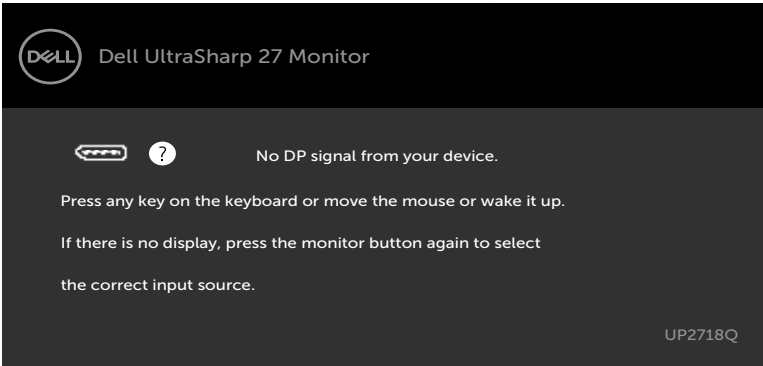 DELL Dell UltraSharp 27 Monitor
? No DP signal from your device.
Press any key on the keyboard or move the mouse or wake it up.
If there is no display, press the monitor button again to select
the correct input source.
UP2718Q